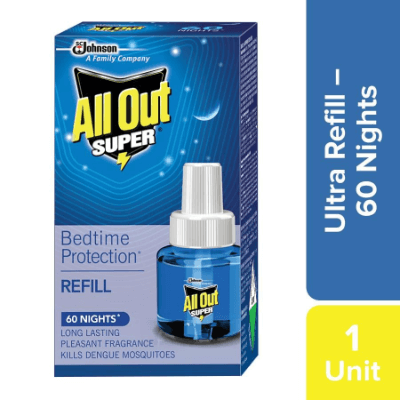 SC Johnson
A Family Company
All Out
SUPER®
Bedtime
Protection*
REFILL
60 NIGHTS*
LONG LASTING
PLEASANT FRAGRANCE
KILLS DENGUE MOSQUITOES
All Out
SUPER
Ultra Refill –
60 Nights
1
Unit